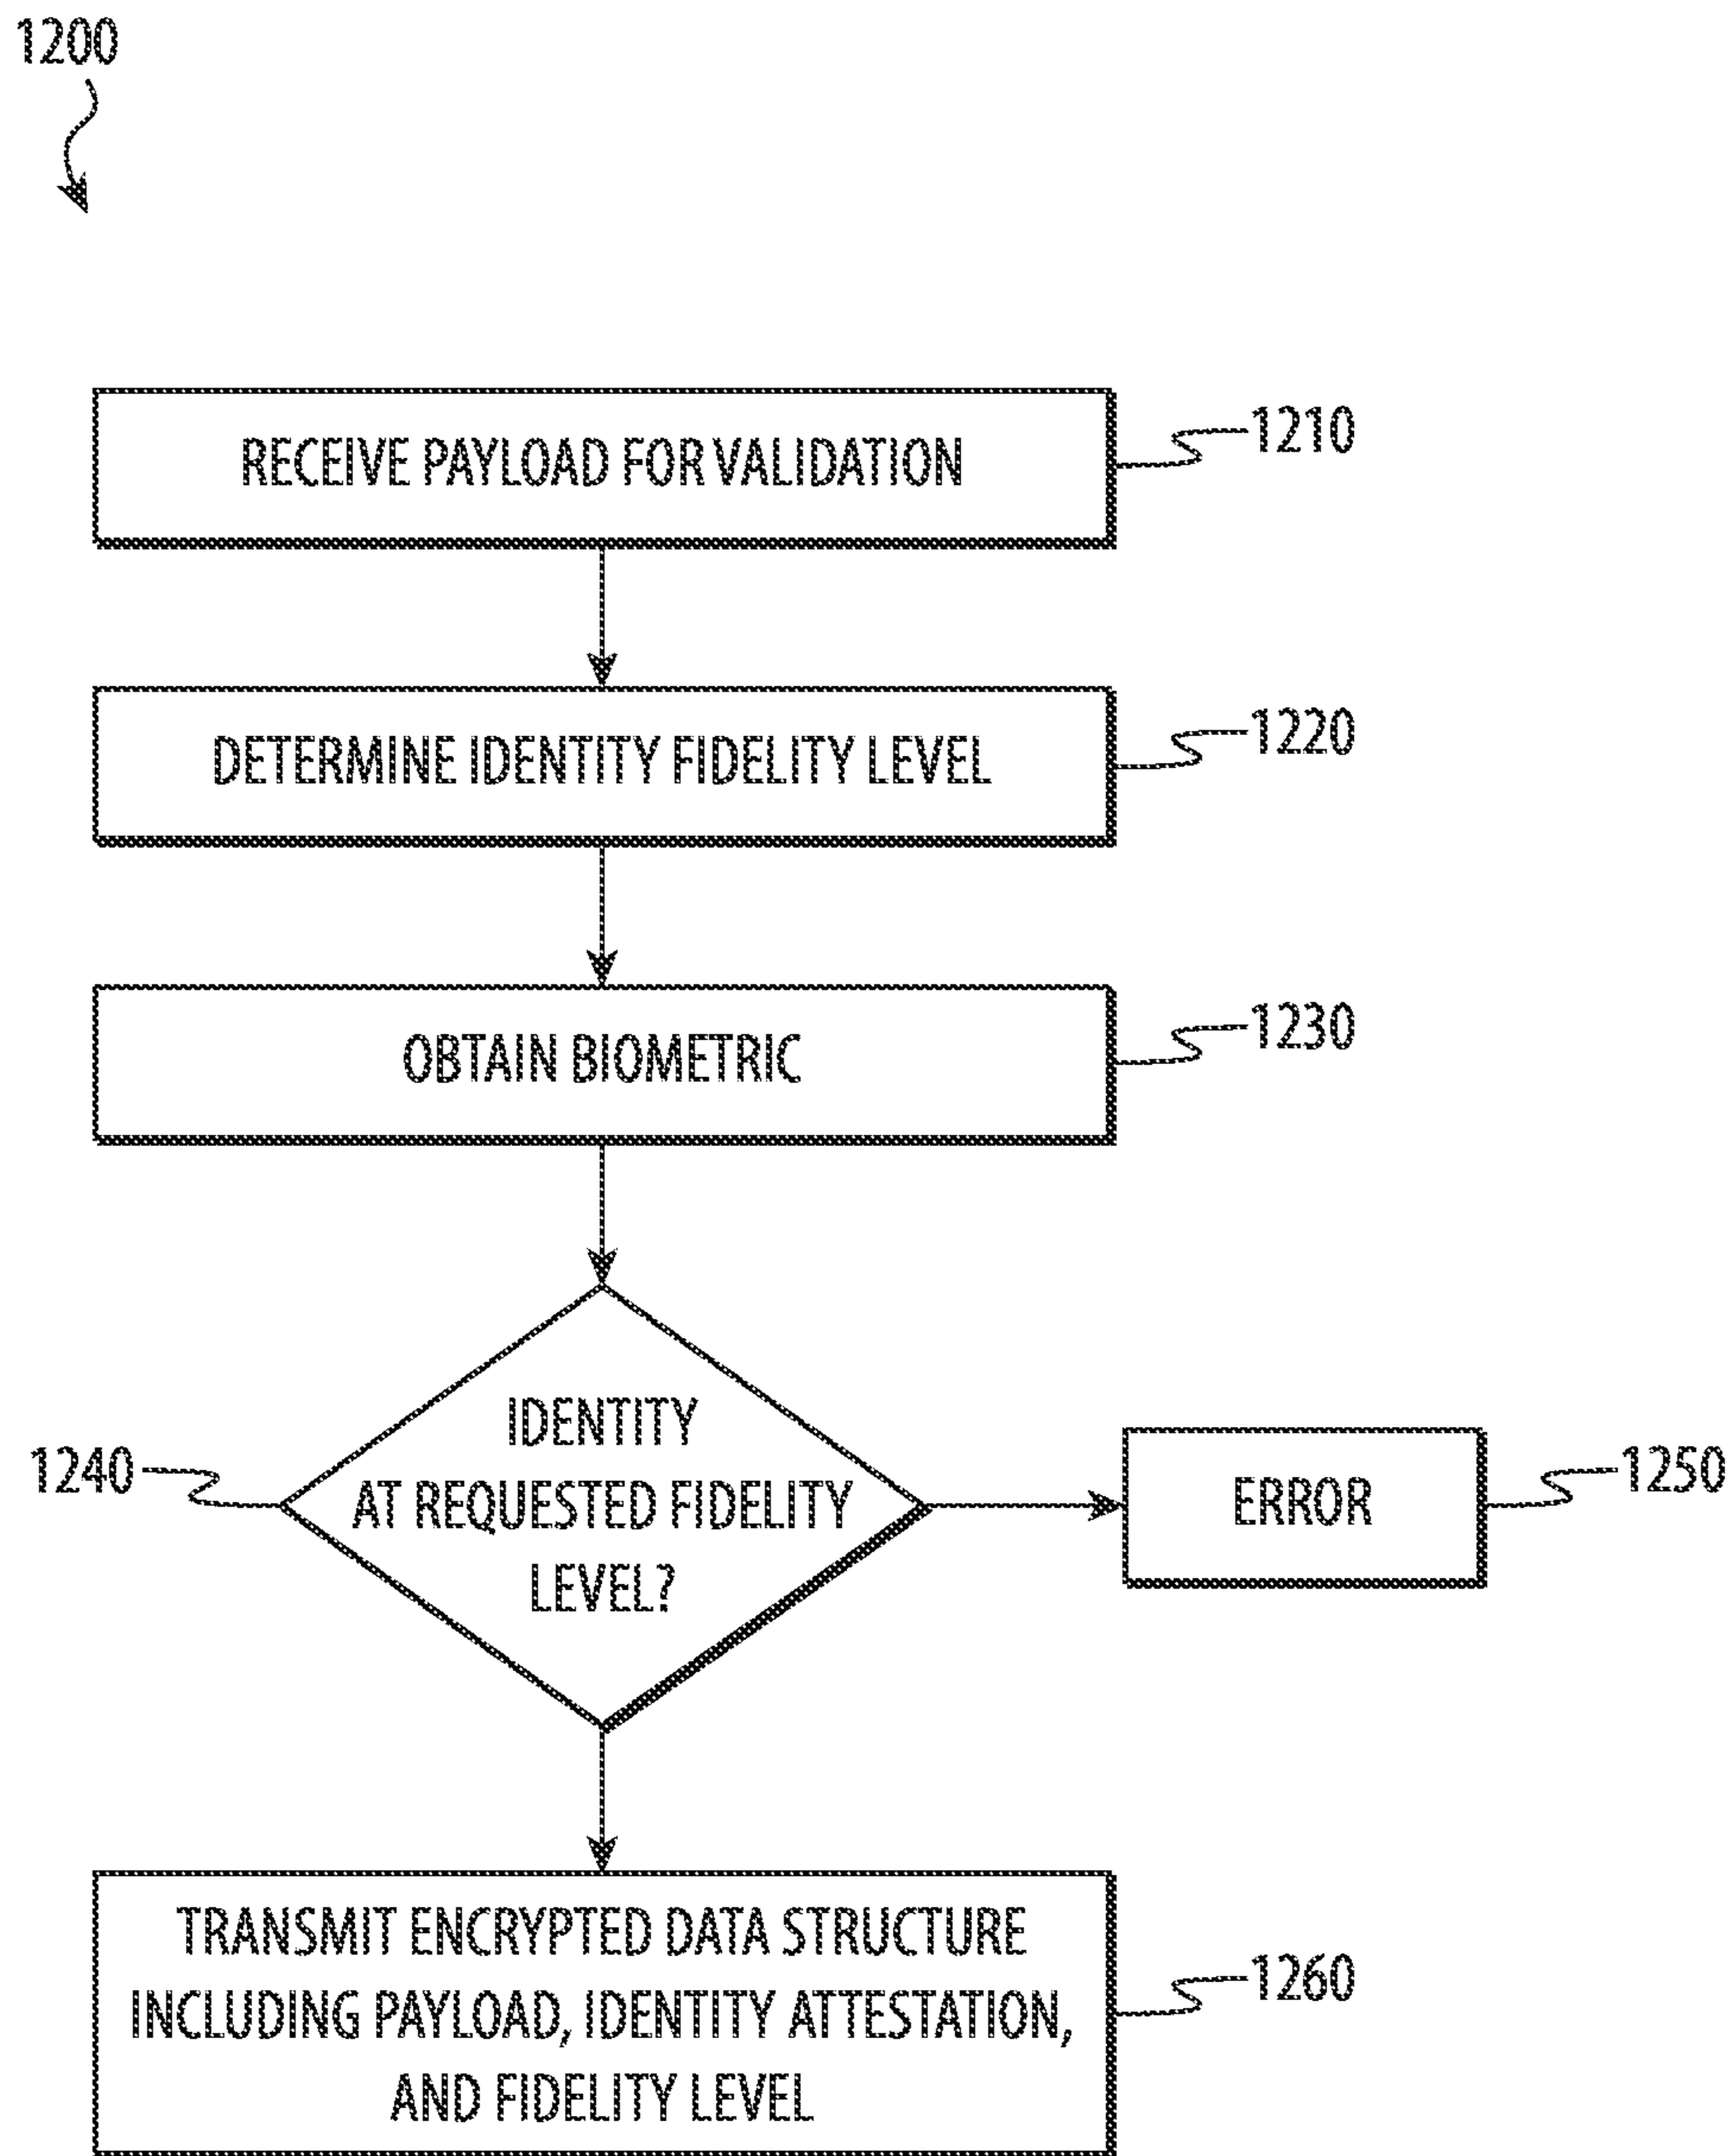 1200
RECEIVE PAYLOAD FOR VALIDATION
1210
DETERMINE IDENTITY FIDELITY LEVEL
1220
OBTAIN BIOMETRIC
1230
IDENTITY
AT REQUESTED FIDELITY
LEVEL?
1240
ERROR
1250
TRANSMIT ENCRYPTED DATA STRUCTURE
INCLUDING PAYLOAD, IDENTITY ATTESTATION,
AND FIDELITY LEVEL
1260